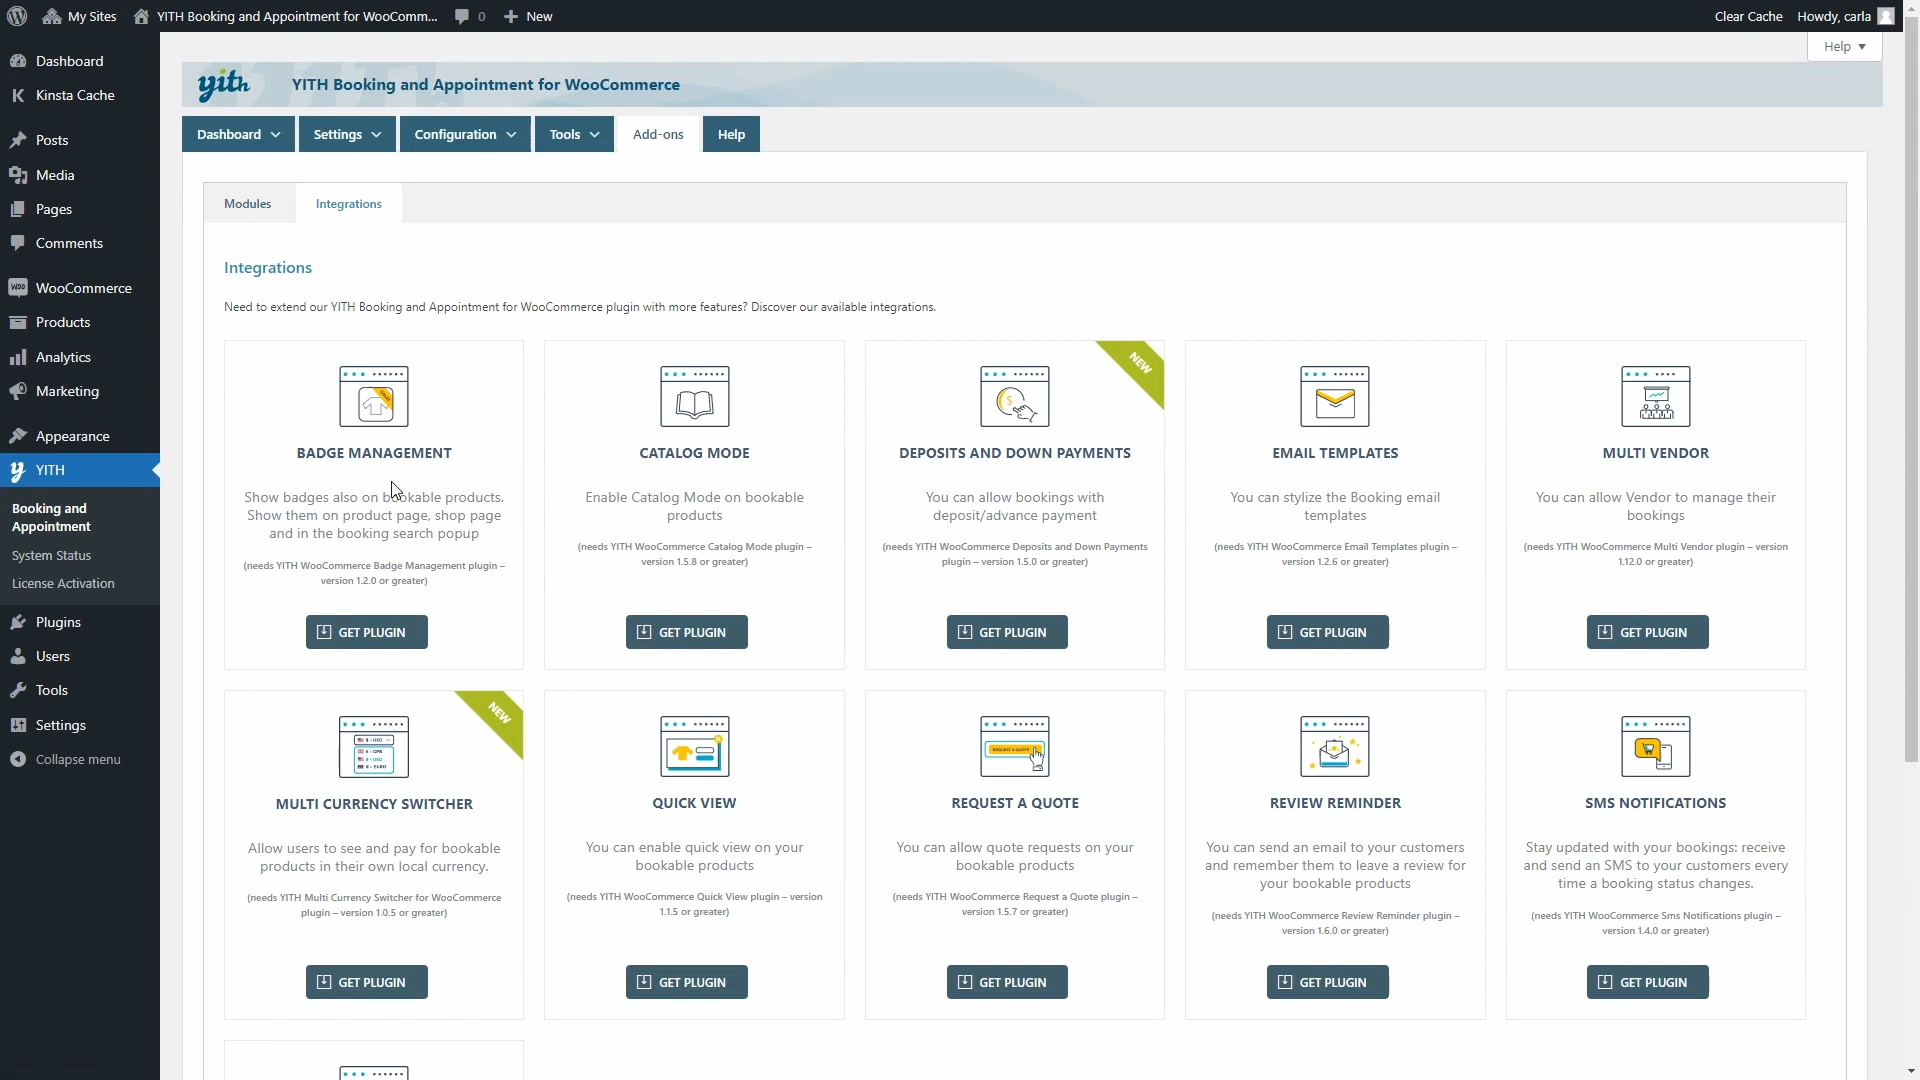 My Sites
YITH Booking and Appointment for WooComm...
0
New
Clear Cache
Howdy, carla
Help
Dashboard
Kinsta Cache
Posts
Media
Pages
Comments
WooCommerce
Products
Analytics
Marketing
Appearance
YITH
Booking and
Appointment
System Status
License Activation
Plugins
Users
Tools
Settings
Collapse menu
yith
YITH Booking and Appointment for WooCommerce
Dashboard
Settings
Configuration
Tools
Add-ons
Help
Modules
Integrations
Integrations
Need to extend our YITH Booking and Appointment for WooCommerce plugin with more features? Discover our available integrations.
BADGE MANAGEMENT
Show badges also on bookable products.
Show them on product page, shop page
and in the booking search popup
(needs YITH WooCommerce Badge Management plugin –
version 1.2.0 or greater)
GET PLUGIN
CATALOG MODE
Enable Catalog Mode on bookable
products
(needs YITH WooCommerce Catalog Mode plugin –
version 1.5.8 or greater)
GET PLUGIN
NEW
DEPOSITS AND DOWN PAYMENTS
You can allow bookings with
deposit/advance payment
(needs YITH WooCommerce Deposits and Down Payments
plugin – version 1.5.0 or greater)
GET PLUGIN
EMAIL TEMPLATES
You can stylize the Booking email
templates
(needs YITH WooCommerce Email Templates plugin –
version 1.2.6 or greater)
GET PLUGIN
MULTI VENDOR
You can allow Vendor to manage their
bookings
(needs YITH WooCommerce Multi Vendor plugin – version
1.12.0 or greater)
GET PLUGIN
NEW
MULTI CURRENCY SWITCHER
Allow users to see and pay for bookable
products in their own local currency.
(needs YITH Multi Currency Switcher for WooCommerce
plugin – version 1.0.5 or greater)
GET PLUGIN
QUICK VIEW
You can enable quick view on your
bookable products
(needs YITH WooCommerce Quick View plugin – version
1.1.5 or greater)
GET PLUGIN
REQUEST A QUOTE
REQUEST A QUOTE
You can allow quote requests on your
bookable products
(needs YITH WooCommerce Request a Quote plugin –
version 1.5.7 or greater)
GET PLUGIN
REVIEW REMINDER
You can send an email to your customers
and remember them to leave a review for
your bookable products
(needs YITH WooCommerce Review Reminder plugin –
version 1.6.0 or greater)
GET PLUGIN
SMS NOTIFICATIONS
Stay updated with your bookings: receive
and send an SMS to your customers every
time a booking status changes.
(needs YITH WooCommerce Sms Notifications plugin –
version 1.4.0 or greater)
GET PLUGIN